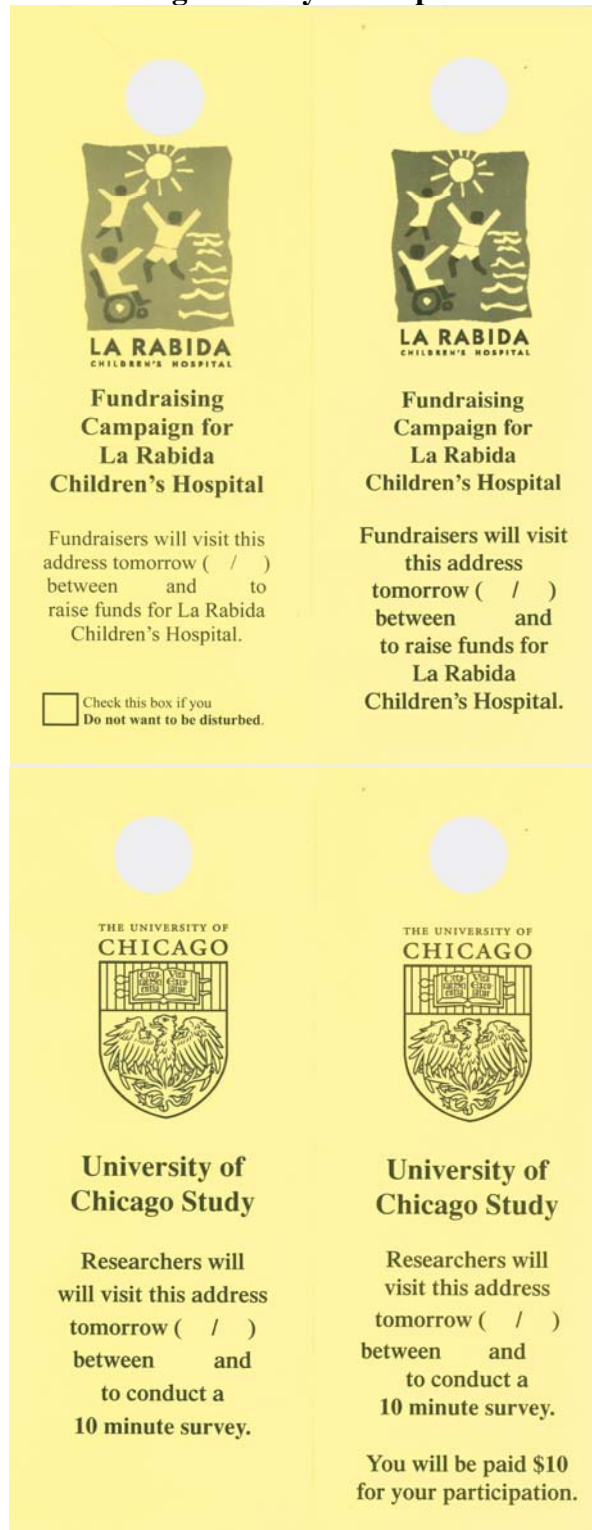 LA RABIDA
CHILDREN'S HOSPITAL
Fundraising
Campaign for
La Rabida
Children's Hospital
Fundraisers will visit this
address tomorrow ( / )
between and to
raise funds for La Rabida
Children's Hospital.
Check this box if you
Do not want to be disturbed.
LA RABIDA
CHILDREN'S HOSPITAL
Fundraising
Campaign for
La Rabida
Children's Hospital
Fundraisers will visit
this address
tomorrow ( / )
between and
to raise funds for
La Rabida
Children's Hospital.
THE UNIVERSITY OF
CHICAGO
University of
Chicago Study
Researchers will
will visit this address
tomorrow ( / )
between and
to conduct a
10 minute survey.
THE UNIVERSITY OF
CHICAGO
University of
Chicago Study
Researchers will
visit this address
tomorrow ( / )
between and
to conduct a
10 minute survey.
You will be paid $10
for your participation.